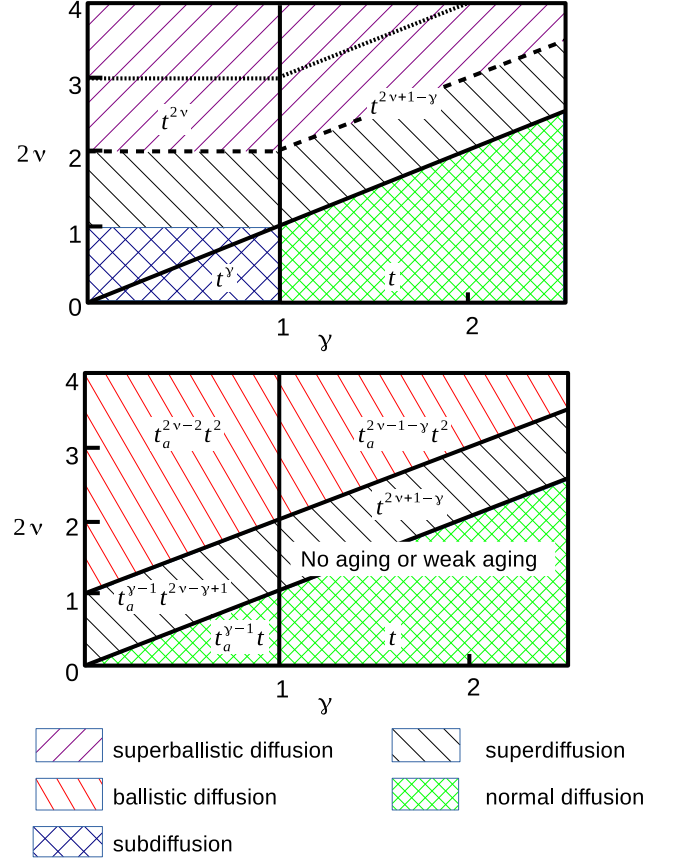 4
t^{2ν+1−γ}
3
t^{2ν}
2ν
2
1
t^γ
t
0
1
2
γ
4
t_a^{2ν−2} t^2
t_a^{2ν−1−γ} t^2
3
t^{2ν+1−γ}
2ν
2
No aging or weak aging
1
t_a^{γ−1} t^{2ν−γ+1}
t_a^{γ−1} t
t
0
1
2
γ
superballistic diffusion
superdiffusion
ballistic diffusion
normal diffusion
subdiffusion